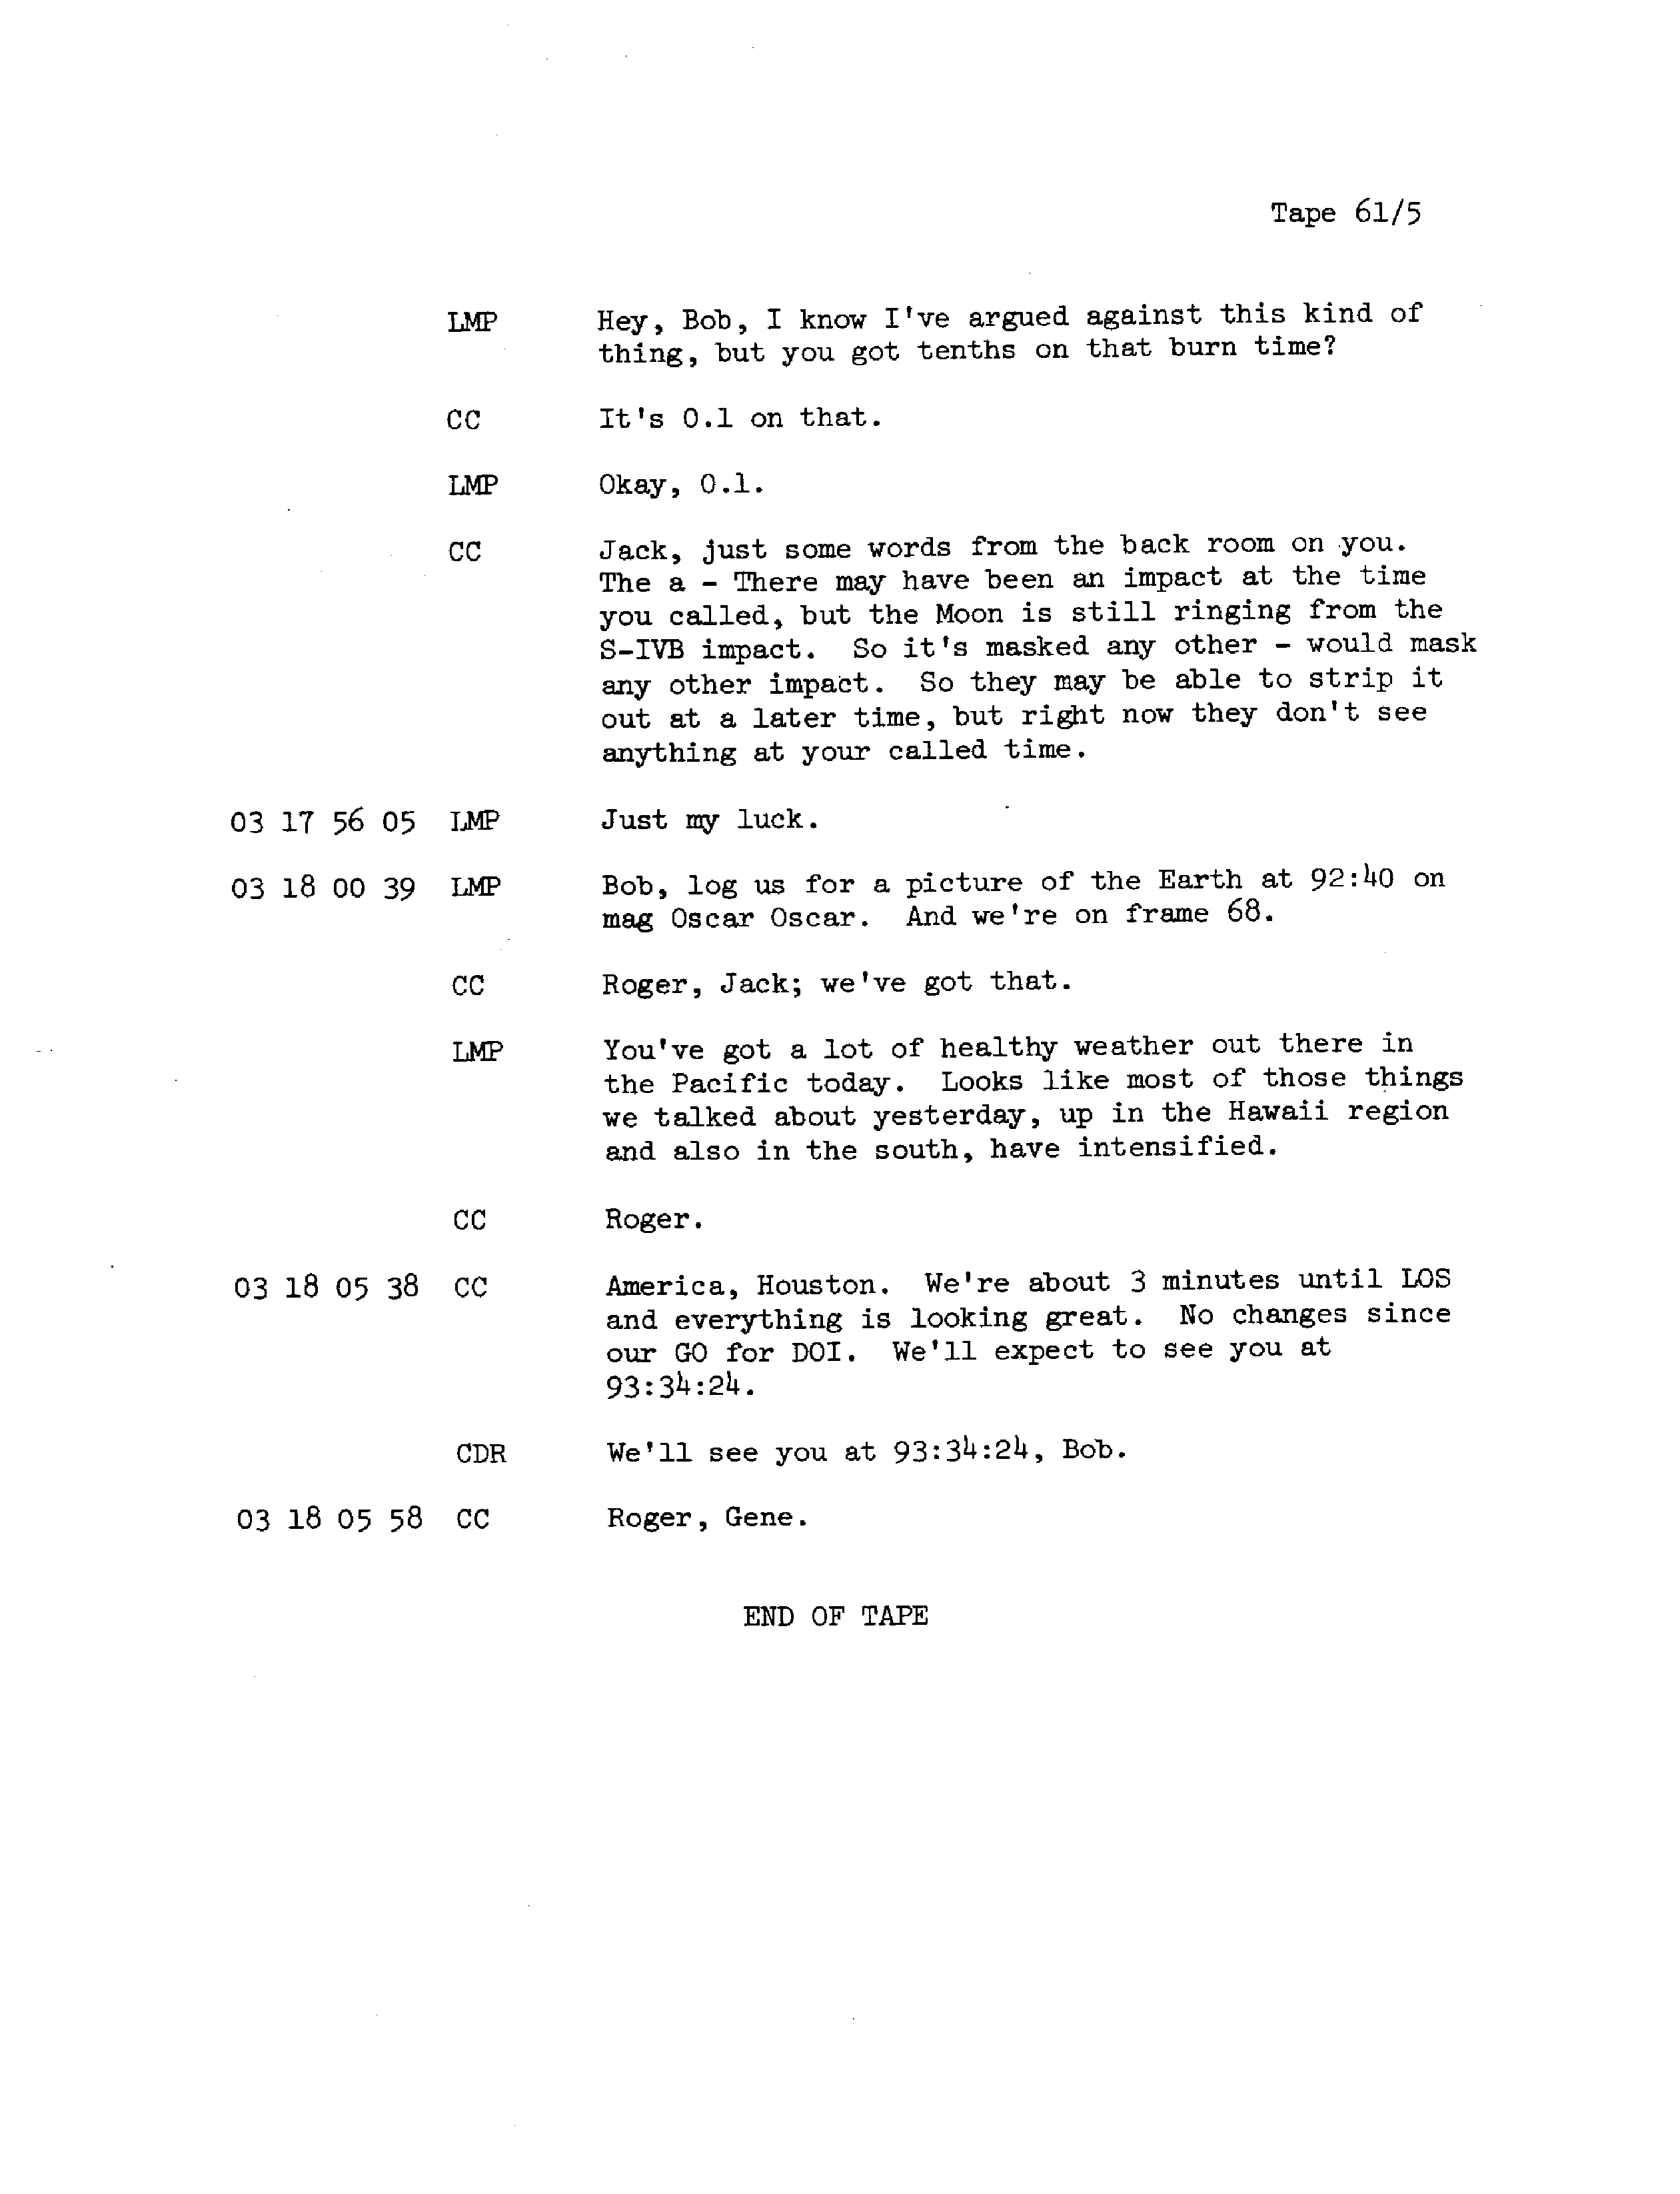 Tape 61/5
LMP Hey, Bob, I know I've argued against this kind of
thing, but you got tenths on that burn time?
CC It's 0.1 on that.
LMP Okay, 0.1.
CC Jack, just some words from the back room on you.
The a - There may have been an impact at the time
you called, but the Moon is still ringing from the
S-IVB impact. So it's masked any other - would mask
any other impact. So they may be able to strip it
out at a later time, but right now they don't see
anything at your called time.
03 17 56 05 LMP Just my luck.
03 18 00 39 LMP Bob, log us for a picture of the Earth at 92:40 on
mag Oscar Oscar. And we're on frame 68.
CC Roger, Jack; we've got that.
LMP You've got a lot of healthy weather out there in
the Pacific today. Looks like most of those things
we talked about yesterday, up in the Hawaii region
and also in the south, have intensified.
CC Roger.
03 18 05 38 CC America, Houston. We're about 3 minutes until LOS
and everything is looking great. No changes since
our GO for DOI. We'll expect to see you at
93:34:24.
CDR We'll see you at 93:34:24, Bob.
03 18 05 58 CC Roger, Gene.
END OF TAPE